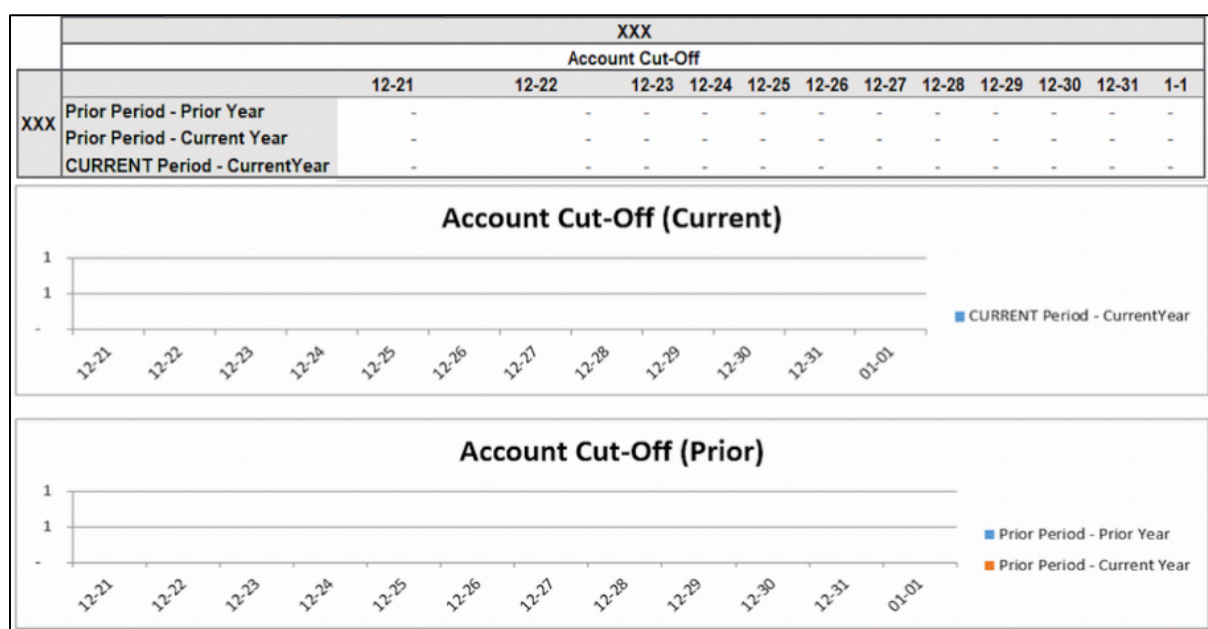 XXX
Account Cut-Off
12-21 12-22 12-23 12-24 12-25 12-26 12-27 12-28 12-29 12-30 12-31 1-1
XXX
Prior Period - Prior Year - - - - - - - - - - - -
Prior Period - Current Year - - - - - - - - - - - -
CURRENT Period - CurrentYear - - - - - - - - - - - -
Account Cut-Off (Current)
1
1
-
CURRENT Period - CurrentYear
12-21 12-22 12-23 12-24 12-25 12-26 12-27 12-28 12-29 12-30 12-31 01-01
Account Cut-Off (Prior)
1
1
-
Prior Period - Prior Year
Prior Period - Current Year
12-21 12-22 12-23 12-24 12-25 12-26 12-27 12-28 12-29 12-30 12-31 01-01